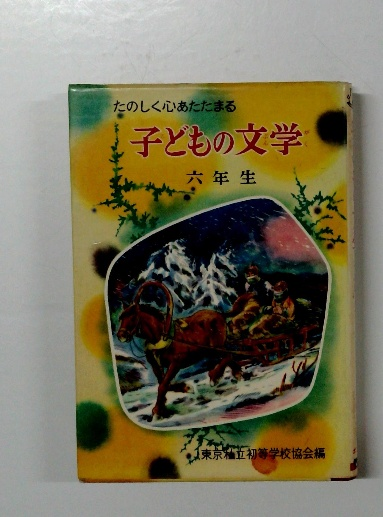 たのしく心あたたまる
子どもの文学
六年生
東京私立初等学校協会編